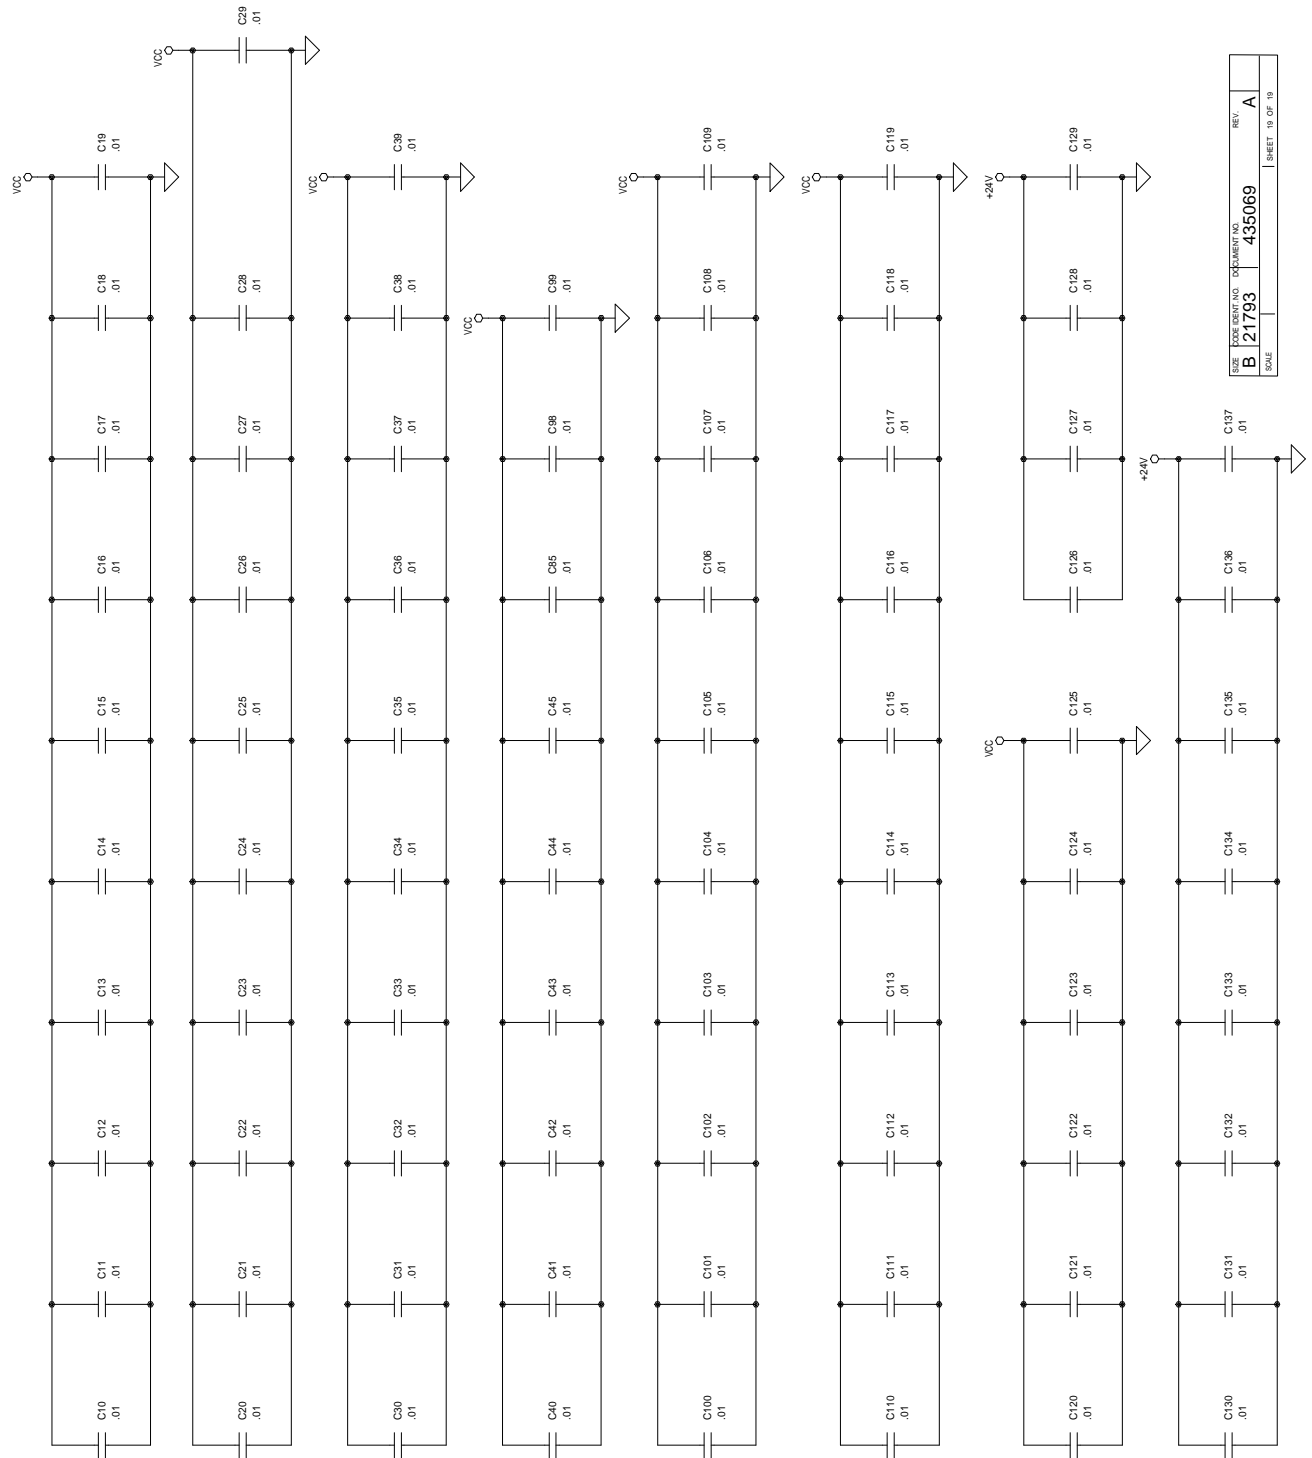 VCC
C10
.01
C11
.01
C12
.01
C13
.01
C14
.01
C15
.01
C16
.01
C17
.01
C18
.01
C19
.01
VCC
C20
.01
C21
.01
C22
.01
C23
.01
C24
.01
C25
.01
C26
.01
C27
.01
C28
.01
C29
.01
VCC
C30
.01
C31
.01
C32
.01
C33
.01
C34
.01
C35
.01
C36
.01
C37
.01
C38
.01
C39
.01
VCC
C40
.01
C41
.01
C42
.01
C43
.01
C44
.01
C45
.01
C85
.01
C98
.01
C99
.01
VCC
C100
.01
C101
.01
C102
.01
C103
.01
C104
.01
C105
.01
C106
.01
C107
.01
C108
.01
C109
.01
VCC
C110
.01
C111
.01
C112
.01
C113
.01
C114
.01
C115
.01
C116
.01
C117
.01
C118
.01
C119
.01
VCC
C120
.01
C121
.01
C122
.01
C123
.01
C124
.01
C125
.01
+24V
C126
.01
C127
.01
C128
.01
C129
.01
+24V
C130
.01
C131
.01
C132
.01
C133
.01
C134
.01
C135
.01
C136
.01
C137
.01
SIZE CODE IDENT. NO. DOCUMENT NO. REV.
B 21793 435069 A
SCALE SHEET 19 OF 19